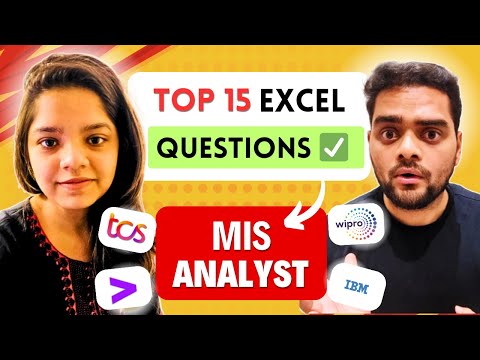 TOP 15 EXCEL
QUESTIONS ✅
MIS
ANALYST
tcs
wipro
IBM